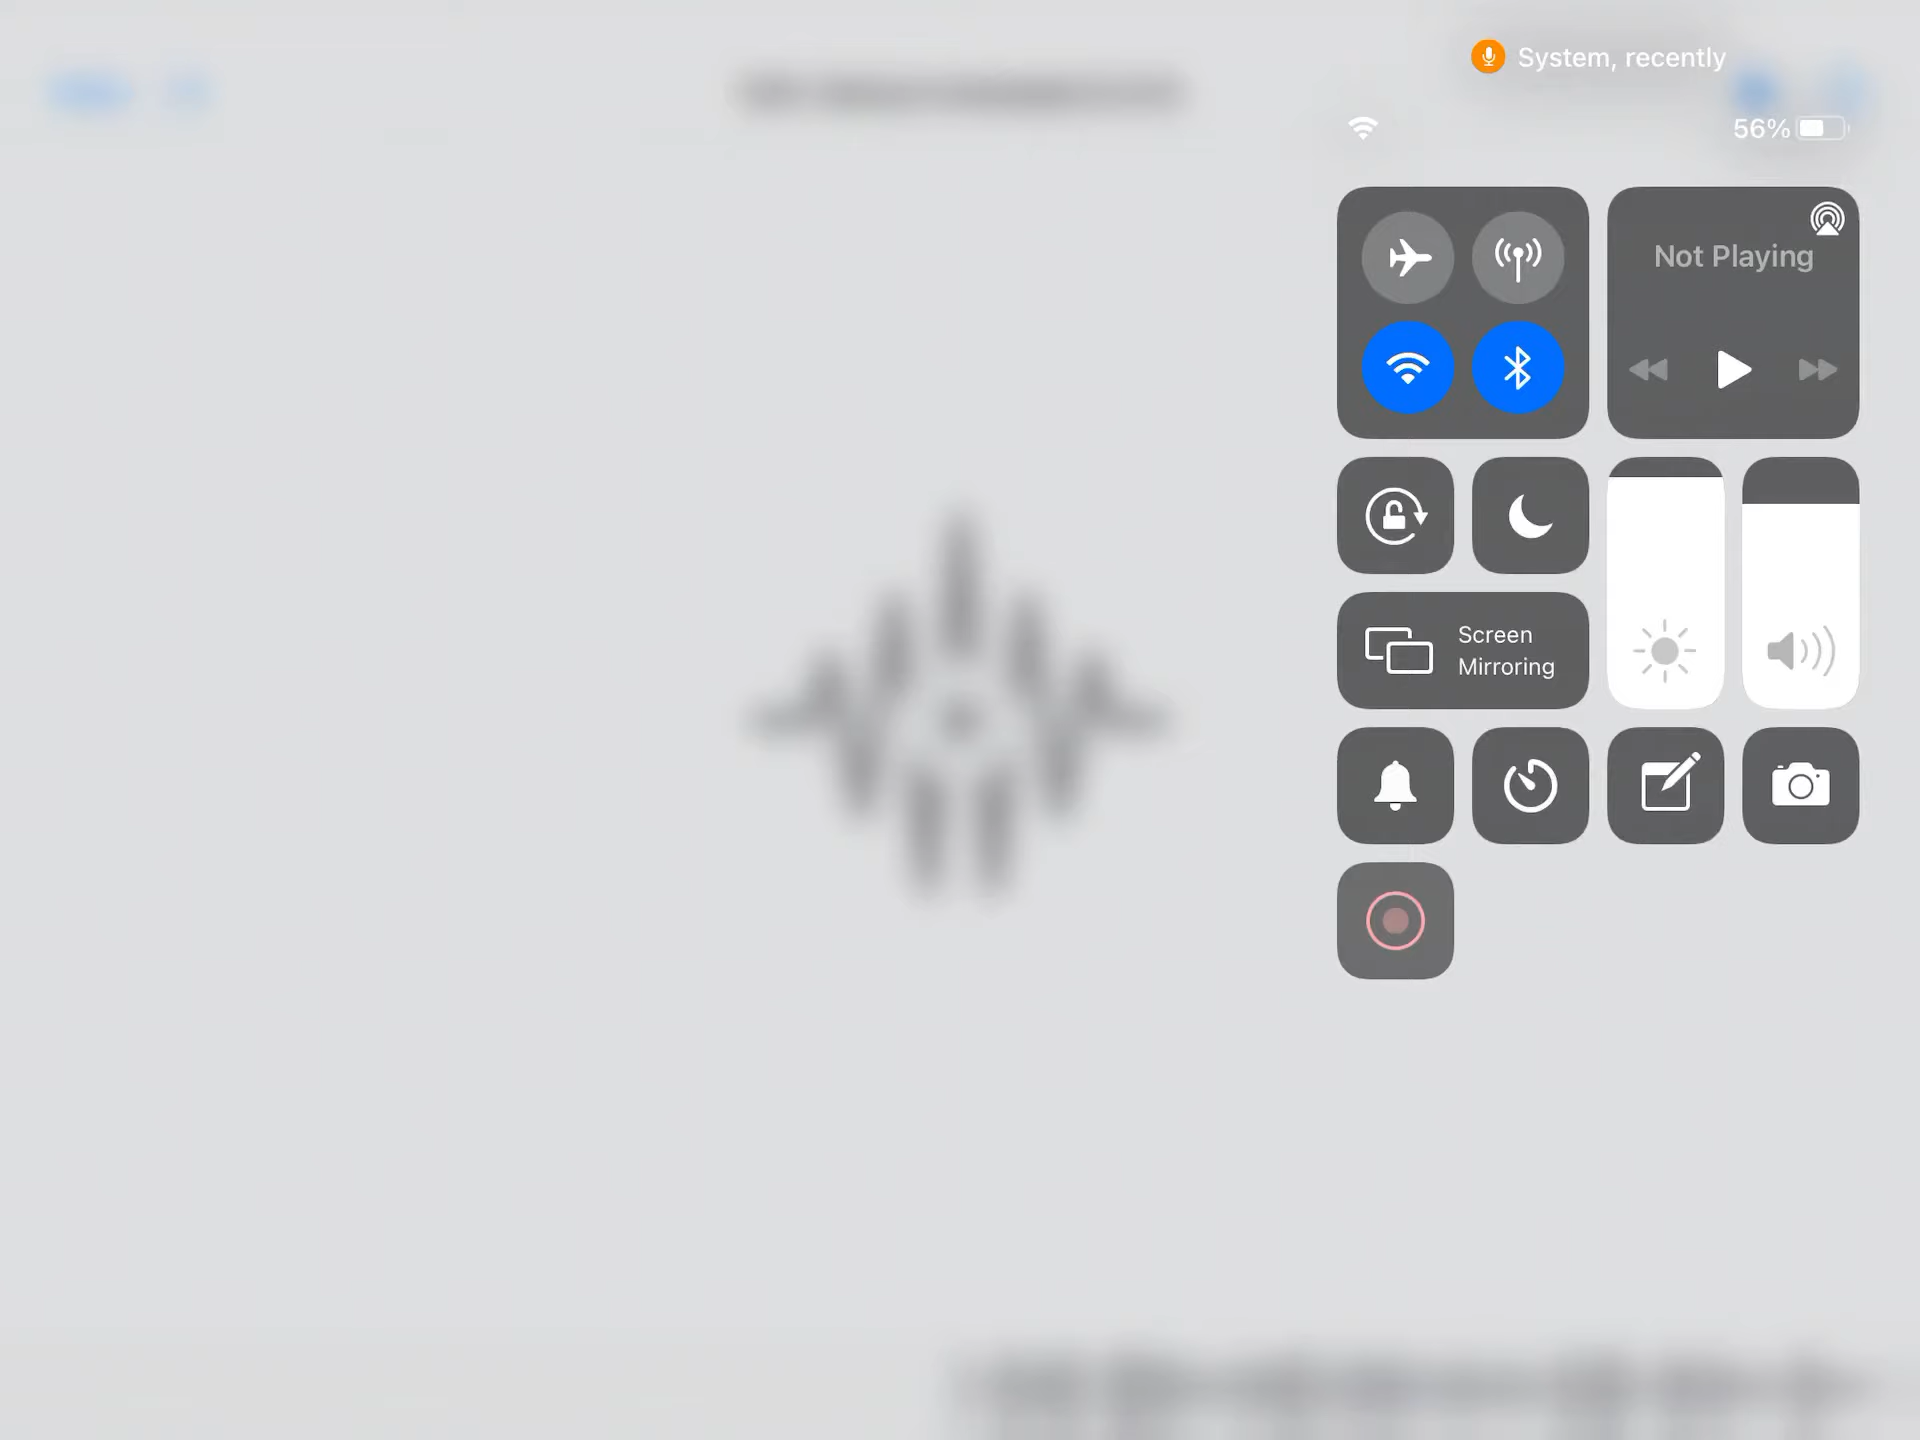 System, recently
56%
Not Playing
Screen
Mirroring